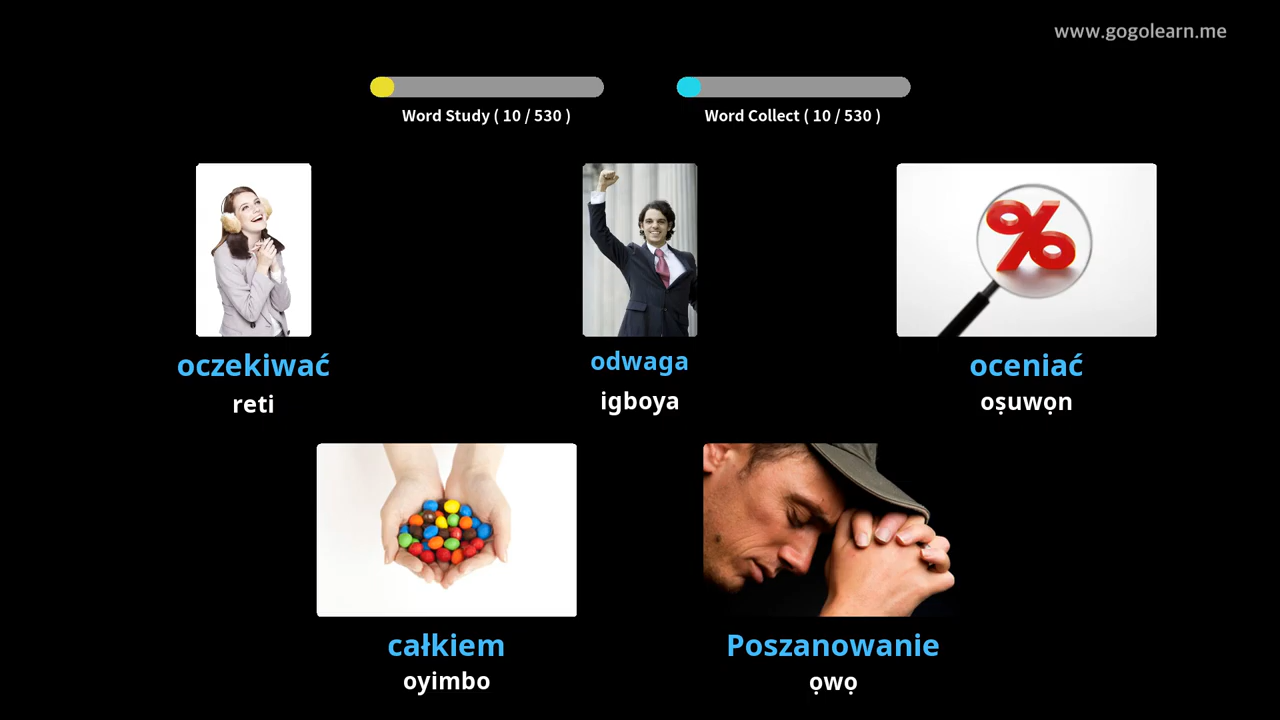 www.gogolearn.me
Word Study ( 10 / 530 )
Word Collect ( 10 / 530 )
oczekiwać
reti
odwaga
igboya
oceniać
oṣuwọn
całkiem
oyimbo
Poszanowanie
ọwọ